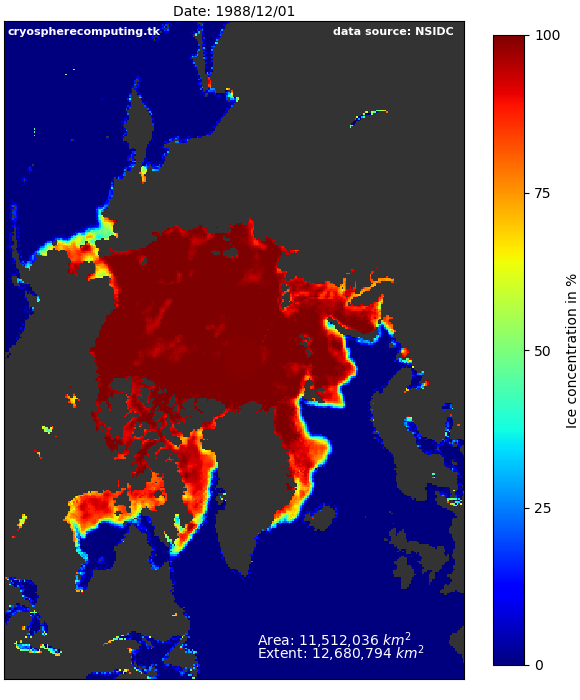 Date: 1988/12/01
cryospherecomputing.tk
data source: NSIDC
100
75
50
25
0
Ice concentration in %
Area: 11,512,036 km²
Extent: 12,680,794 km²